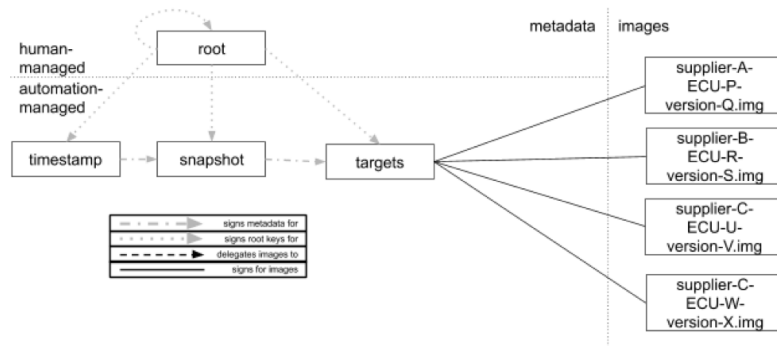 metadata
images
human-
managed
root
automation-
managed
timestamp
snapshot
targets
supplier-A-
ECU-P-
version-Q.img
supplier-B-
ECU-R-
version-S.img
supplier-C-
ECU-U-
version-V.img
supplier-C-
ECU-W-
version-X.img
signs metadata for
signs root keys for
delegates images to
signs for images